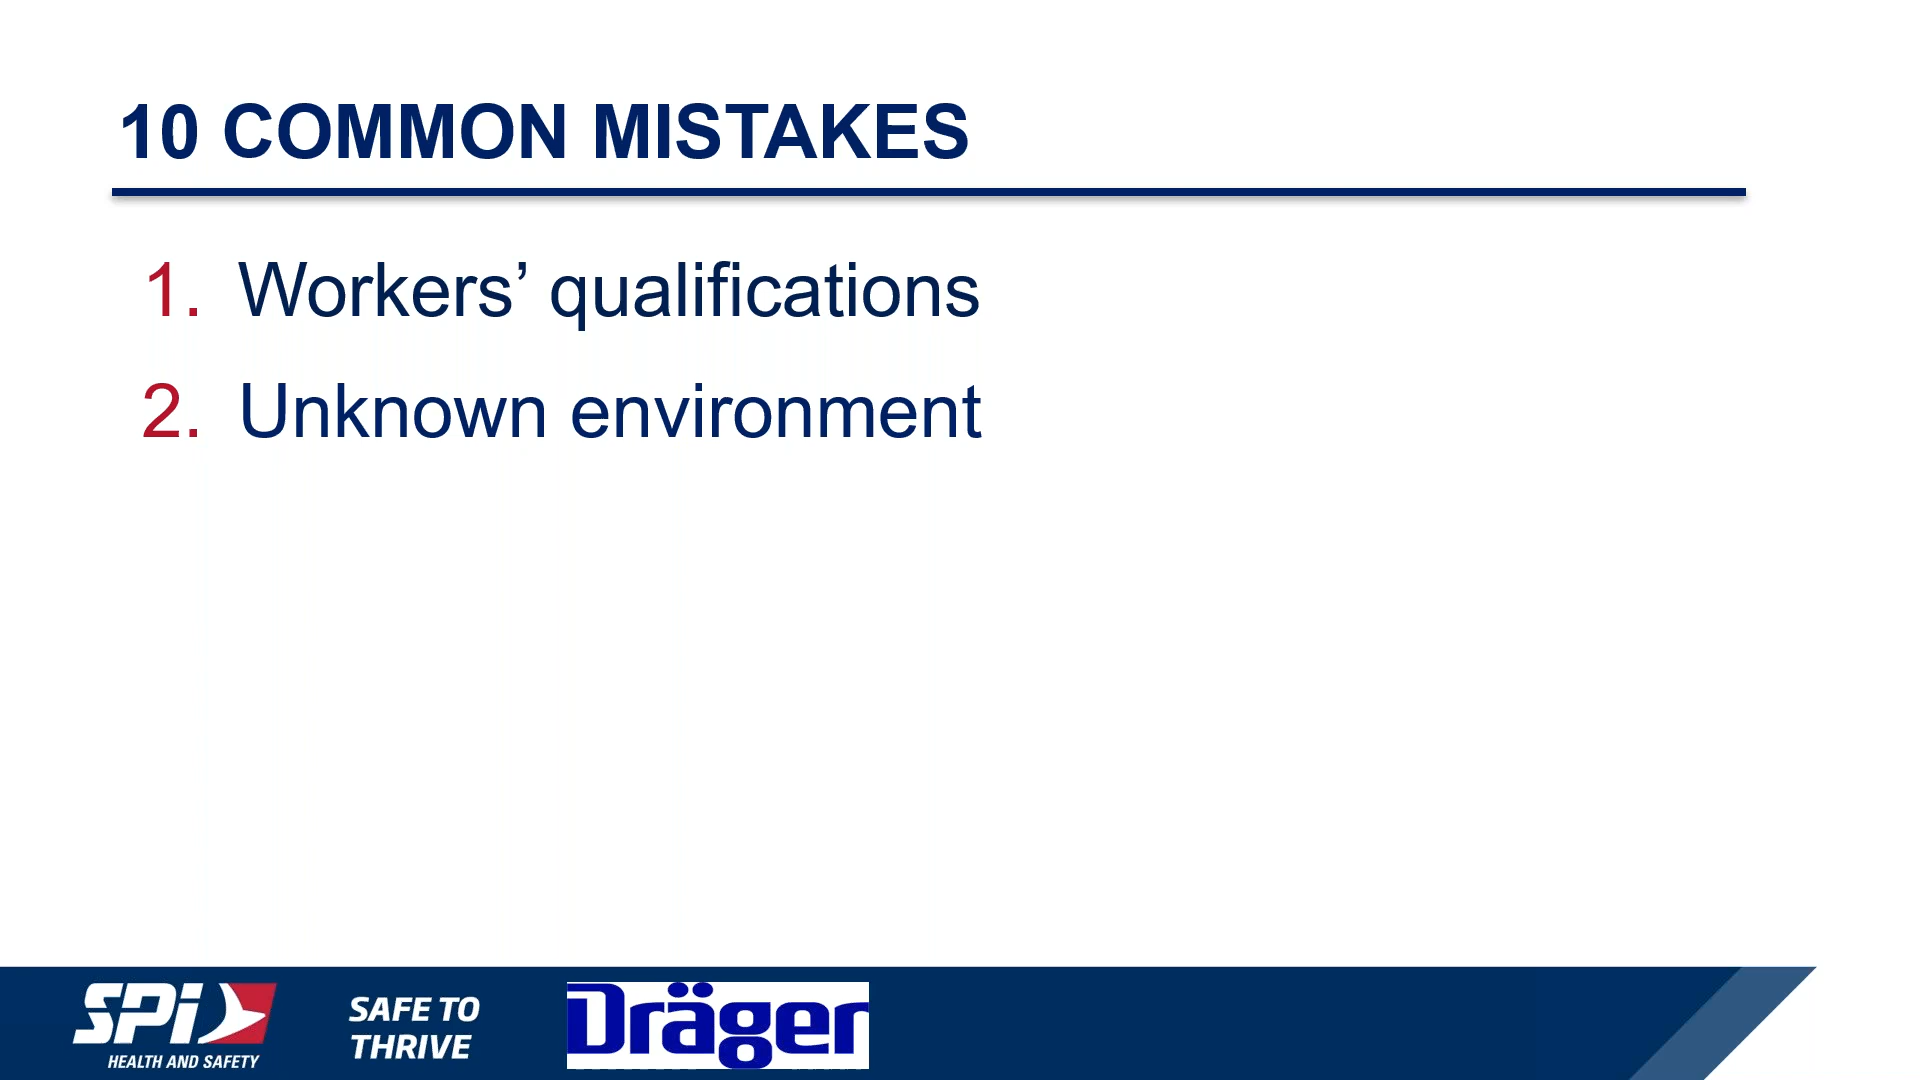 10 COMMON MISTAKES
1. Workers’ qualifications
2. Unknown environment
SPi
HEALTH AND SAFETY
SAFE TO
THRIVE
Dräger